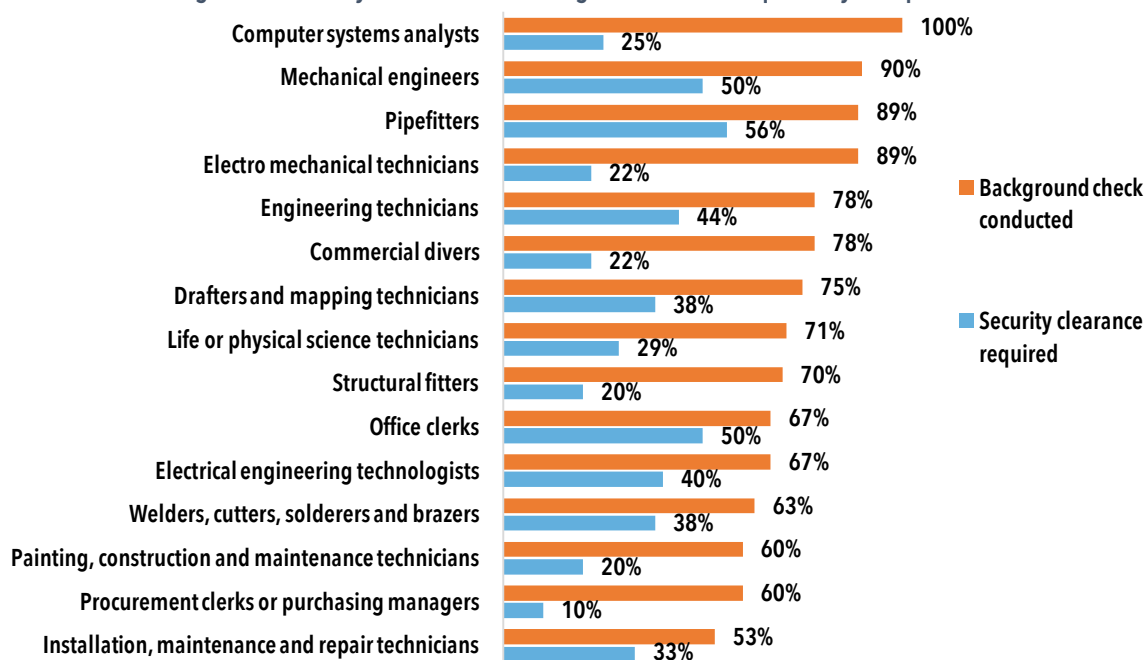 Computer systems analysts 100%
25%
Mechanical engineers 90%
50%
Pipefitters 89%
56%
Electro mechanical technicians 89%
22%
Engineering technicians 78%
44%
Commercial divers 78%
22%
Drafters and mapping technicians 75%
38%
Life or physical science technicians 71%
29%
Structural fitters 70%
20%
Office clerks 67%
50%
Electrical engineering technologists 67%
40%
Welders, cutters, solderers and brazers 63%
38%
Painting, construction and maintenance technicians 60%
20%
Procurement clerks or purchasing managers 60%
10%
Installation, maintenance and repair technicians 53%
33%
Background check
conducted
Security clearance
required